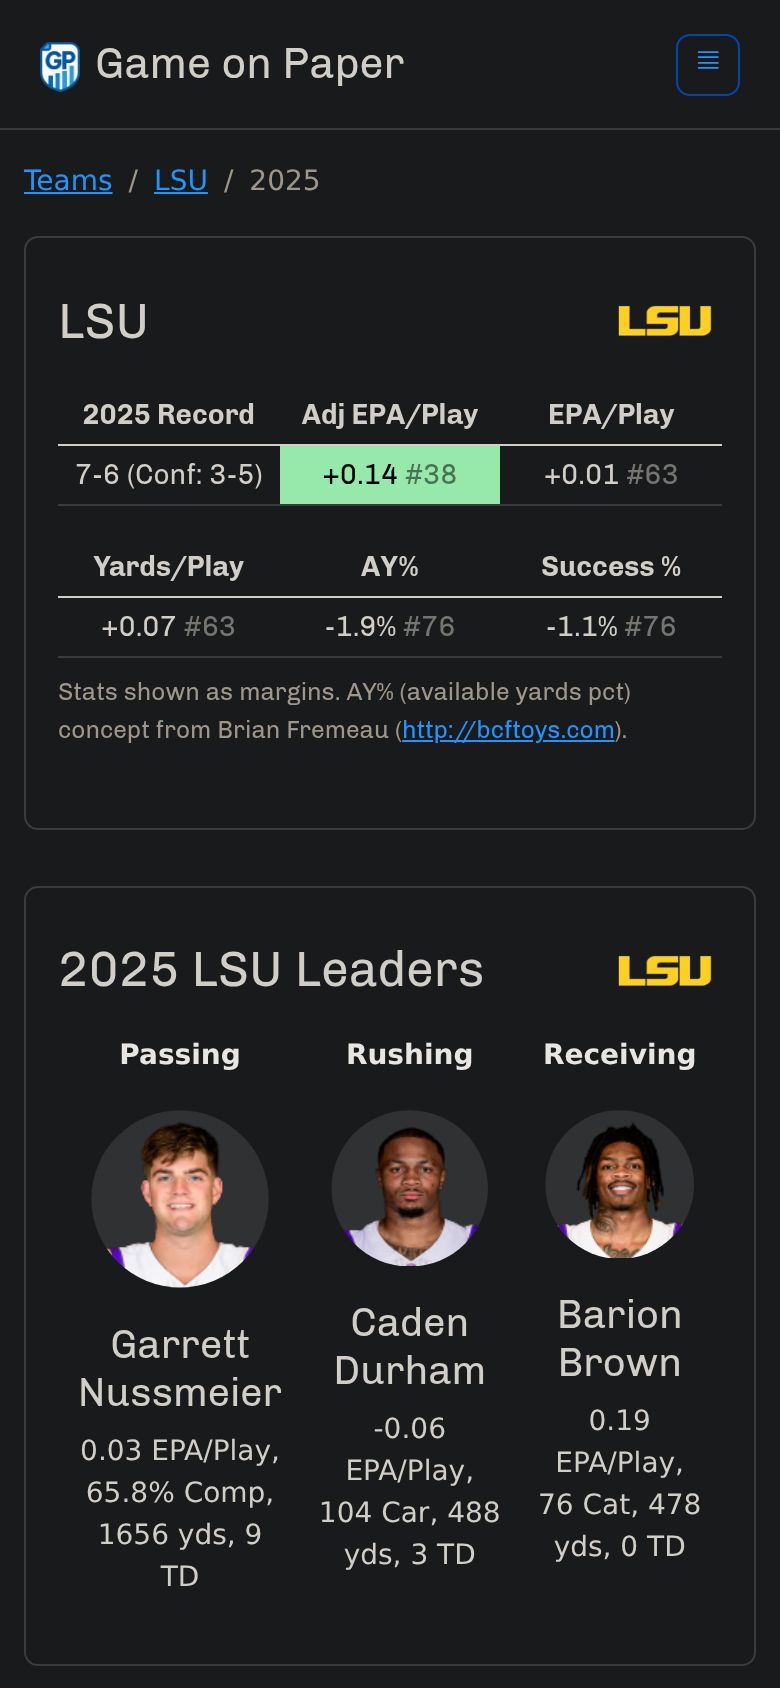 GP Game on Paper
Teams / LSU / 2025
LSU LSU
2025 Record Adj EPA/Play EPA/Play
7-6 (Conf: 3-5) +0.14 #38 +0.01 #63
Yards/Play AY% Success %
+0.07 #63 -1.9% #76 -1.1% #76
Stats shown as margins. AY% (available yards pct)
concept from Brian Fremeau (http://bcftoys.com).
2025 LSU Leaders LSU
Passing
Garrett
Nussmeier
0.03 EPA/Play,
65.8% Comp,
1656 yds, 9
TD
Rushing
Caden
Durham
-0.06
EPA/Play,
104 Car, 488
yds, 3 TD
Receiving
Barion
Brown
0.19
EPA/Play,
76 Cat, 478
yds, 0 TD